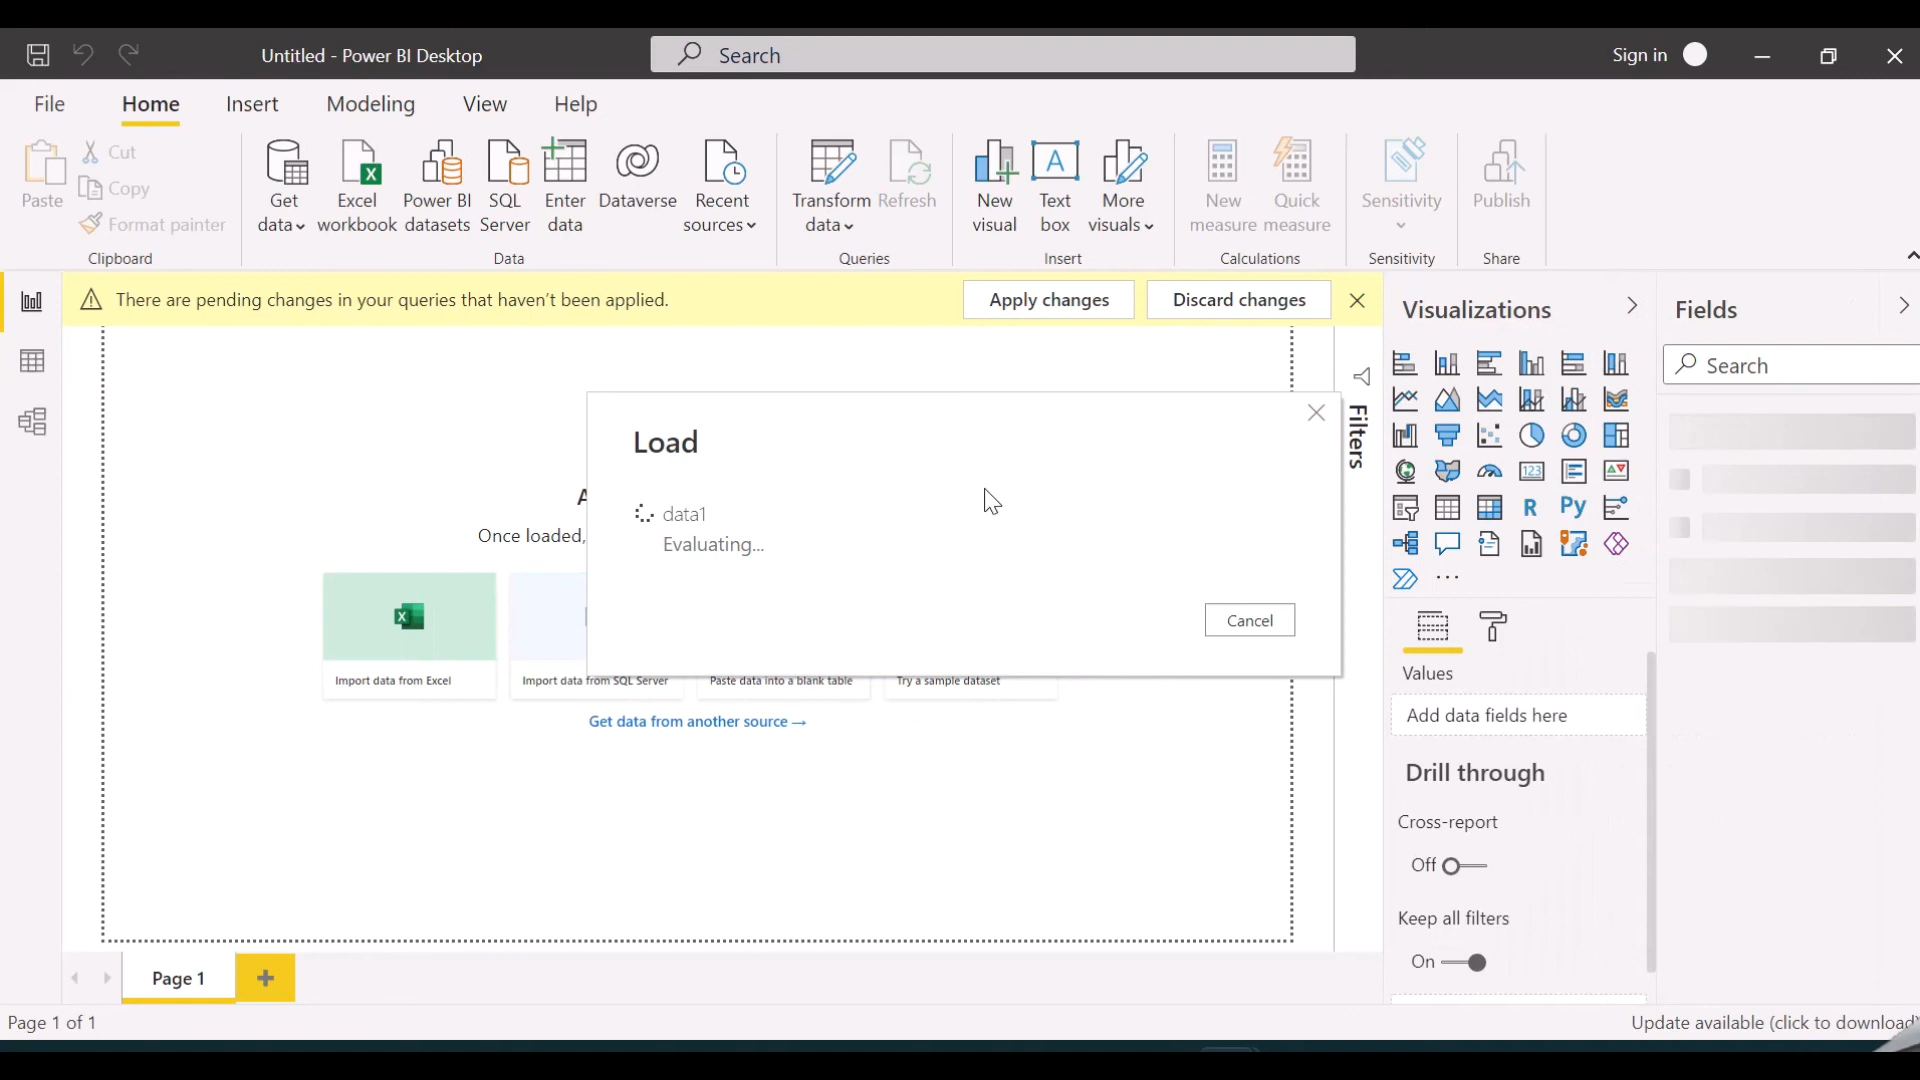 Untitled - Power BI Desktop
Search
Sign in
File
Home
Insert
Modeling
View
Help
Paste
Cut
Copy
Format painter
Clipboard
Get data
Excel workbook
Power BI datasets
SQL Server
Enter data
Dataverse
Recent sources
Data
Transform data
Refresh
Queries
New visual
Text box
More visuals
Insert
New measure
Quick measure
Calculations
Sensitivity
Sensitivity
Publish
Share
There are pending changes in your queries that haven't been applied.
Apply changes
Discard changes
Load
data1
Evaluating...
Cancel
Once loaded,
Import data from Excel
Import data from SQL Server
Paste data into a blank table
Try a sample dataset
Get data from another source →
Filters
Visualizations
123
R
Py
Values
Add data fields here
Drill through
Cross-report
Off
Keep all filters
On
Fields
Search
Page 1
Page 1 of 1
Update available (click to download)